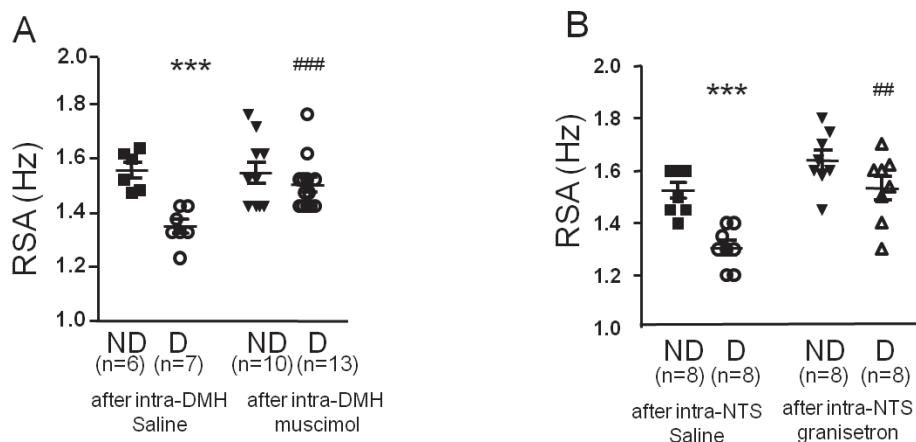 A
RSA (Hz)
2.0
1.8
1.6
1.4
1.2
1.0
***
###
ND D ND D
(n=6) (n=7) (n=10) (n=13)
after intra-DMH after intra-DMH
Saline muscimol
B
RSA (Hz)
2.0
1.8
1.6
1.4
1.2
1.0
***
##
ND D ND D
(n=8) (n=8) (n=8) (n=8)
after intra-NTS after intra-NTS
Saline granisetron